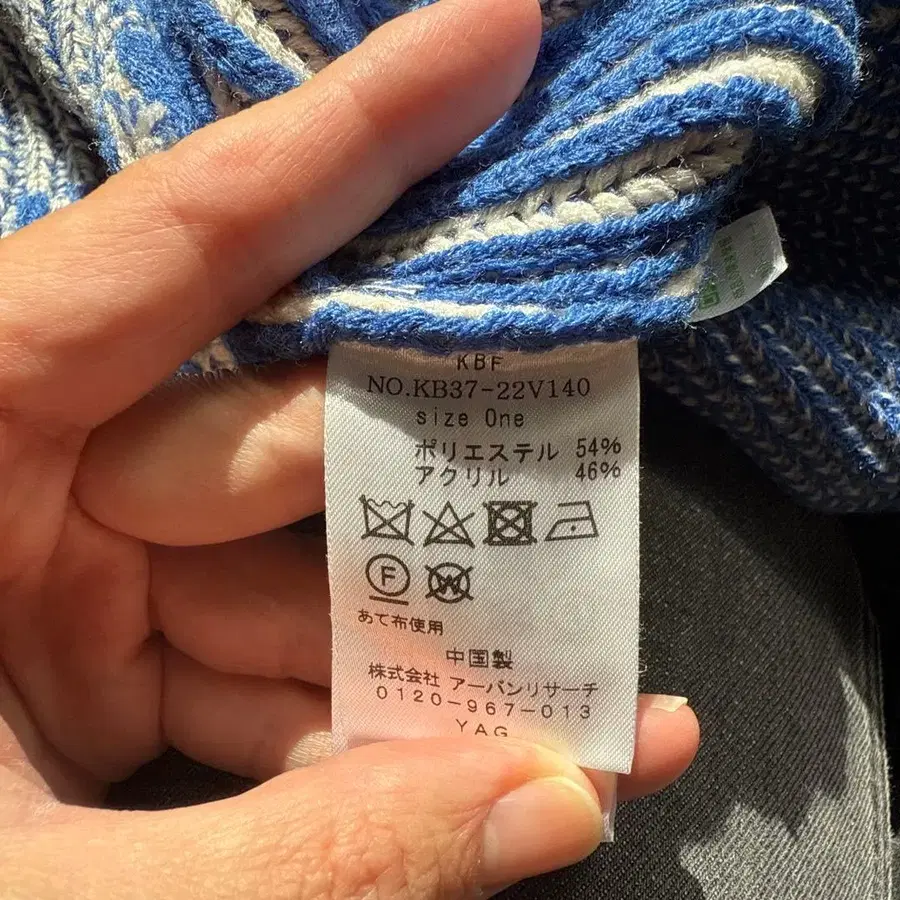 KBF
NO.KB37-22V140
size One
ポリエステル 54%
アクリル 46%
F
W
あて布使用
中国製
株式会社 アーバンリサーチ
0120-967-013
YAG